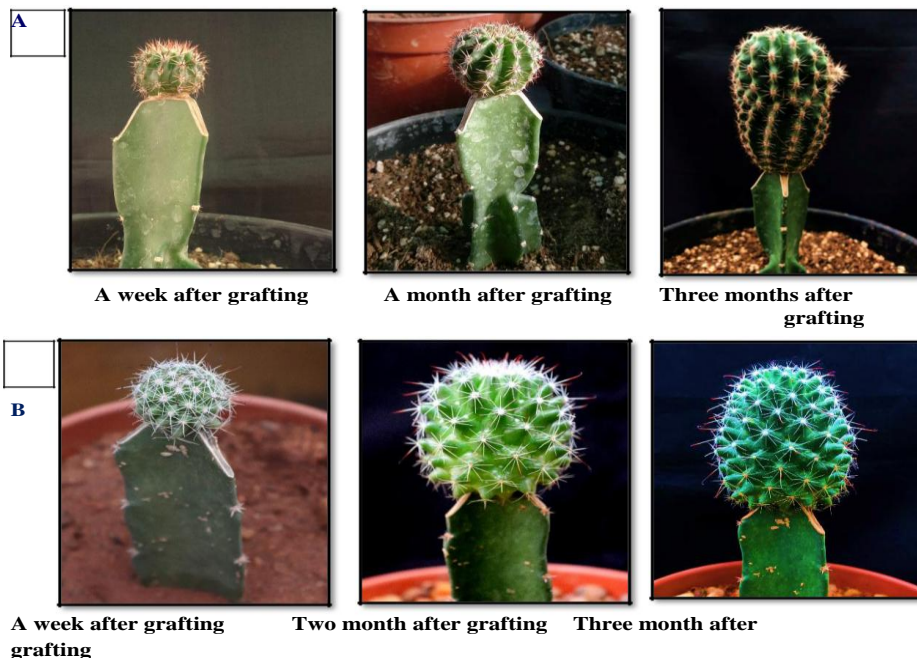 A
A week after grafting A month after grafting Three months after
grafting
B
A week after grafting Two month after grafting Three month after
grafting